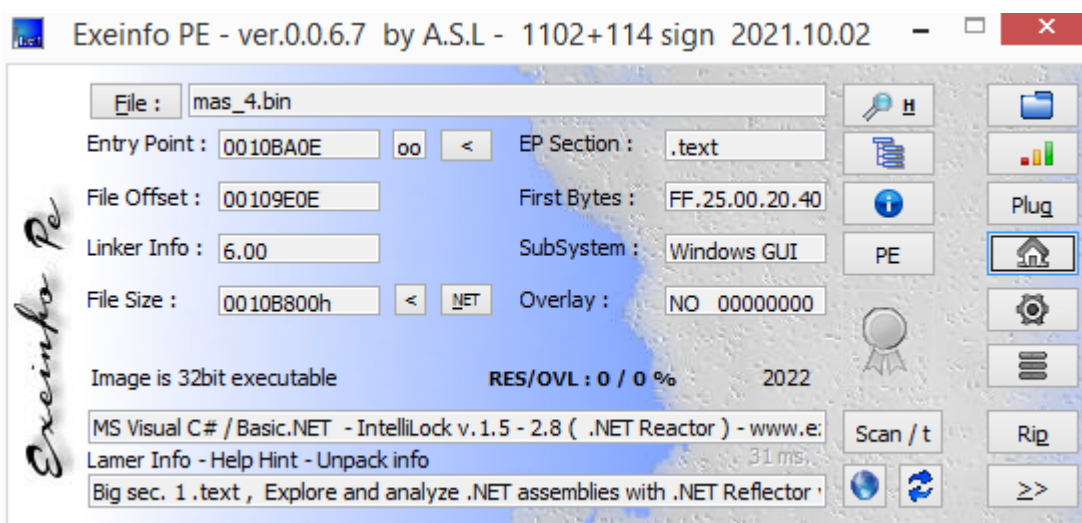 Exeinfo PE - ver.0.0.6.7 by A.S.L - 1102+114 sign 2021.10.02
File : mas_4.bin H
Entry Point : 0010BA0E oo < EP Section : .text
File Offset : 00109E0E First Bytes : FF.25.00.20.40 Plug
Linker Info : 6.00 SubSystem : Windows GUI PE
File Size : 0010B800h < NET Overlay : NO 00000000
Image is 32bit executable RES/OVL : 0 / 0 % 2022
MS Visual C# / Basic.NET - IntelliLock v.1.5 - 2.8 ( .NET Reactor ) - www.e Scan / t Rip
Lamer Info - Help Hint - Unpack info 31 ms.
Big sec. 1 .text , Explore and analyze .NET assemblies with .NET Reflector >>
Exeinfo Pe